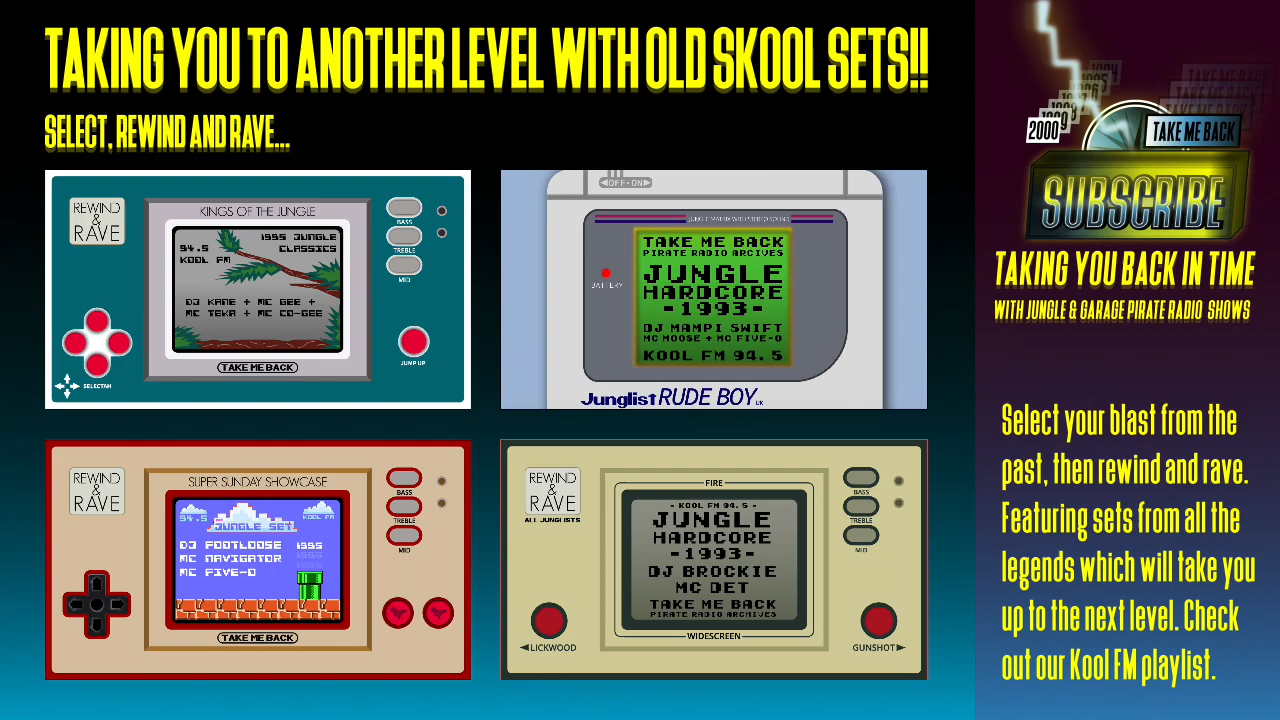 TAKING YOU TO ANOTHER LEVEL WITH OLD SKOOL SETS!!
SELECT, REWIND AND RAVE...
REWIND
&
RAVE
KINGS OF THE JUNGLE
1995 JUNGLE
CLASSICS
94.5
KOOL FM
DJ KANE + MC GEE +
MC TEKA + MC CO-GEE
TAKE ME BACK
BASS
TREBLE
MID
SELECTAH
JUMP UP
◄OFF•ON►
JUNGLE MATRIX WITH STEREO SOUND
BATTERY
TAKE ME BACK
PIRATE RADIO ARCHIVES
JUNGLE
HARDCORE
-1993-
DJ MAMPI SWIFT
MC MOOSE + MC FIVE-O
KOOL FM 94.5
Junglist RUDE BOY UK
REWIND
&
RAVE
SUPER SUNDAY SHOWCASE
94.5
KOOL FM
JUNGLE SET
DJ FOOTLOOSE 1995
MC NAVIGATOR
MC FIVE-O
TAKE ME BACK
BASS
TREBLE
MID
REWIND
&
RAVE
ALL JUNGLISTS
FIRE
- KOOL FM 94.5 -
JUNGLE
HARDCORE
-1993-
DJ BROCKIE
MC DET
TAKE ME BACK
PIRATE RADIO ARCHIVES
WIDESCREEN
BASS
TREBLE
MID
◄LICKWOOD
GUNSHOT►
2000
TAKE ME BACK
SUBSCRIBE
TAKING YOU BACK IN TIME
WITH JUNGLE & GARAGE PIRATE RADIO SHOWS
Select your blast from the
past, then rewind and rave.
Featuring sets from all the
legends which will take you
up to the next level. Check
out our Kool FM playlist.